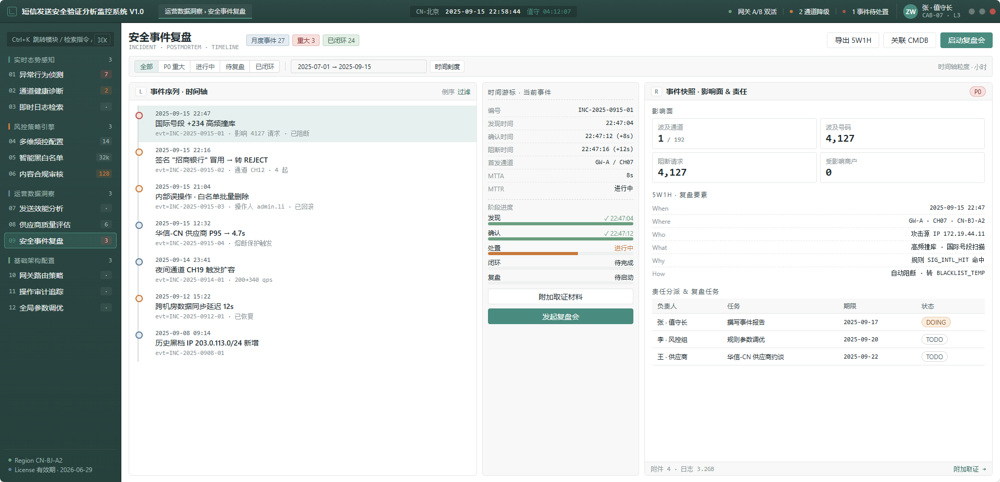 短信发送安全验证分析监控系统 V1.0
运营数据洞察 › 安全事件复盘
CN·北京 2025-09-15 22:58:44 值守 04:12:07
网关 A/B 双活
2 通道降级
1 事件待处置
ZW
张 · 值守长
CAB-07 · L3
Ctrl+K 跳转模块 / 检索指令 /
⌘K
实时态势感知 3
01 异常行为侦测 7
02 通道健康诊断 2
03 即时日志检索 ·
风控策略引擎 3
04 多维频控配置 14
05 智能黑白名单 32k
06 内容合规审核 128
运营数据洞察 3
07 发送效能分析 ·
08 供应商质量评估 6
09 安全事件复盘 3
基础架构配置 3
10 网关路由策略 ·
11 操作审计追踪 ·
12 全局参数调优 ·
Region CN-BJ-A2
License 有效期 · 2026-06-29
安全事件复盘
INCIDENT · POSTMORTEM · TIMELINE
月度事件 27
重大 3
已闭环 24
导出 5W1H
关联 CMDB
启动复盘会
全部
P0 重大
进行中
待复盘
已闭环
2025-07-01 → 2025-09-15
时间刻度
时间轴粒度 · 小时
L 事件序列 · 时间轴
倒序 过滤
2025-09-15 22:47
国际号段 +234 高频撞库
evt=INC-2025-0915-01 · 影响 4127 请求 · 已阻断
2025-09-15 22:16
签名 "招商银行" 冒用 → 转 REJECT
evt=INC-2025-0915-02 · 通道 CH12 · 4 起
2025-09-15 21:04
内部误操作 · 白名单批量删除
evt=INC-2025-0915-03 · 操作人 admin.li · 已回滚
2025-09-15 12:32
华信-CN 供应商 P95 → 4.7s
evt=INC-2025-0915-04 · 熔断保护触发
2025-09-14 23:41
夜间通道 CH19 触发扩容
evt=INC-2025-0914-01 · 200→340 qps
2025-09-12 15:22
跨机房数据同步延迟 12s
evt=INC-2025-0912-01 · 已恢复
2025-09-08 09:14
历史黑档 IP 203.0.113.0/24 新增
evt=INC-2025-0908-01
时间游标 · 当前事件
编号 INC-2025-0915-01
发现时间 22:47:04
确认时间 22:47:12 (+8s)
阻断时间 22:47:16 (+12s)
首发通道 GW-A / CH07
MTTA 8s
MTTR 进行中
阶段进度
发现 ✓ 22:47:04
确认 ✓ 22:47:12
处置 进行中
闭环 待完成
复盘 待启动
附加取证材料
发起复盘会
R 事件快照 · 影响面 & 责任
P0
影响面
波及通道
1 / 192
波及号码
4,127
阻断请求
4,127
受影响商户
0
5W1H · 复盘要素
When 2025-09-15 22:47
Where GW-A · CH07 · CN-BJ-A2
Who 攻击源 IP 172.19.44.11
What 高频撞库 · 国际号段扫描
Why 规则 SIG_INTL_HIT 命中
How 自动阻断 · 转 BLACKLIST_TEMP
责任分派 & 复盘任务
负责人 任务 期限 状态
张 · 值守长 撰写事件报告 2025-09-17 DOING
李 · 风控组 规则参数调优 2025-09-20 TODO
王 · 供应商 华信-CN 供应商约谈 2025-09-22 TODO
附件 4 · 日志 3.2GB
附加取证 →